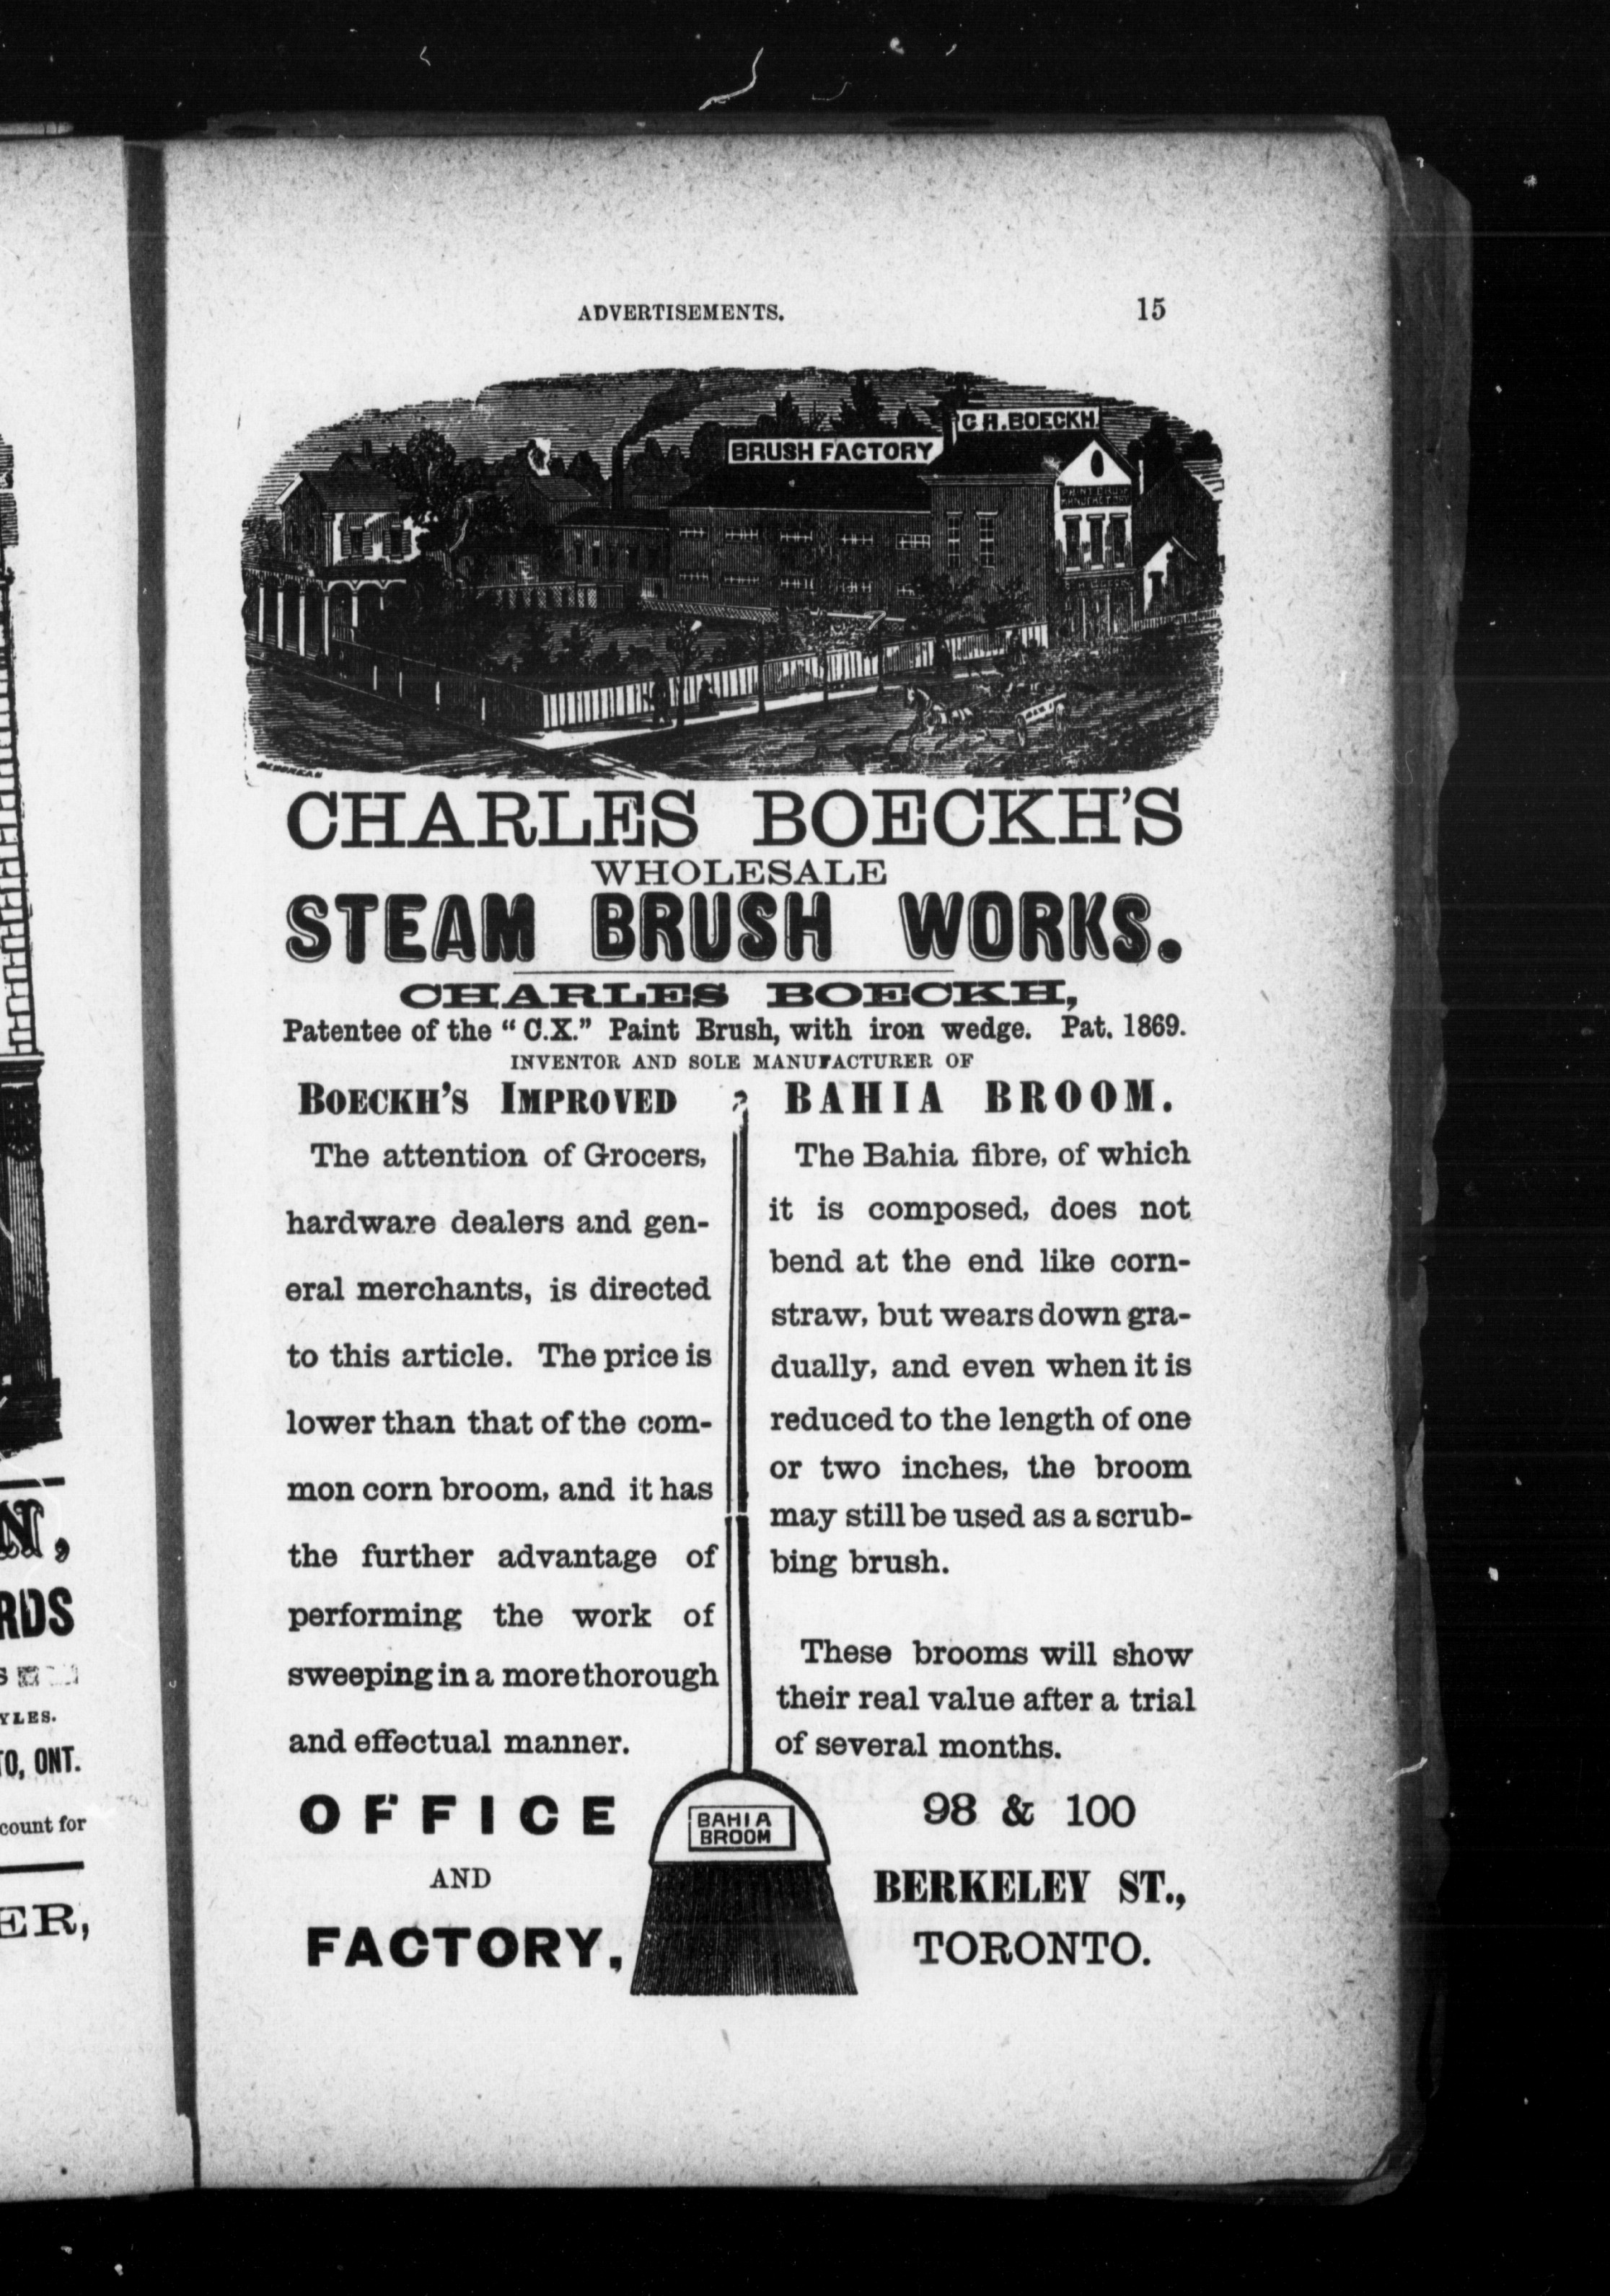 ADVERTISEMENTS. 15
C H. BOECKH
BRUSH FACTORY
CHARLES BOECKH'S
WHOLESALE
STEAM BRUSH WORKS.
CHARLES BOECKH,
Patentee of the "C.X." Paint Brush, with iron wedge. Pat. 1869.
INVENTOR AND SOLE MANUFACTURER OF
BOECKH'S IMPROVED BAHIA BROOM.
The attention of Grocers,
hardware dealers and gen-
eral merchants, is directed
to this article. The price is
lower than that of the com-
mon corn broom, and it has
the further advantage of
performing the work of
sweeping in a more thorough
and effectual manner.
The Bahia fibre, of which
it is composed, does not
bend at the end like corn-
straw, but wears down gra-
dually, and even when it is
reduced to the length of one
or two inches, the broom
may still be used as a scrub-
bing brush.
These brooms will show
their real value after a trial
of several months.
OFFICE
AND
FACTORY,
BAHIA
BROOM
98 & 100
BERKELEY ST.,
TORONTO.
N,
RDS
YLES.
TO, ONT.
count for
ER,